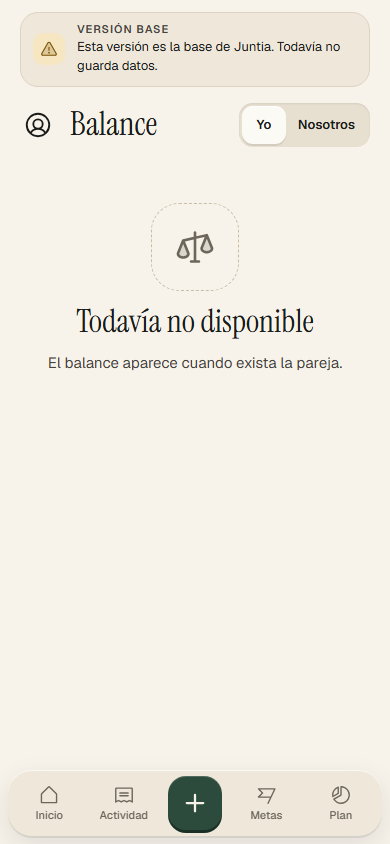 VERSIÓN BASE
Esta versión es la base de Juntia. Todavía no
guarda datos.
Balance
Yo
Nosotros
Todavía no disponible
El balance aparece cuando exista la pareja.
Inicio
Actividad
Metas
Plan